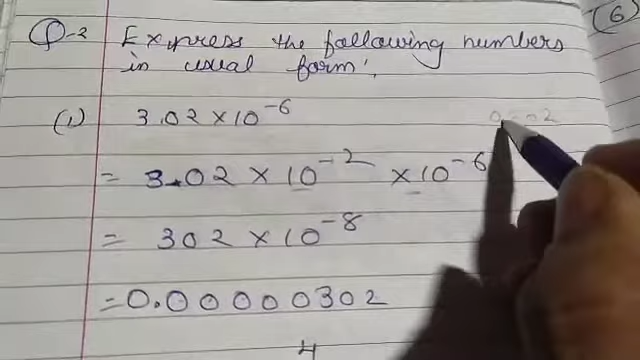 (6)
Q-2 Express the following numbers
in usual form:
(1) 3.02 × 10⁻⁶
= 3.02 × 10⁻² × 10⁻⁶
= 302 × 10⁻⁸
= 0.00000302
4